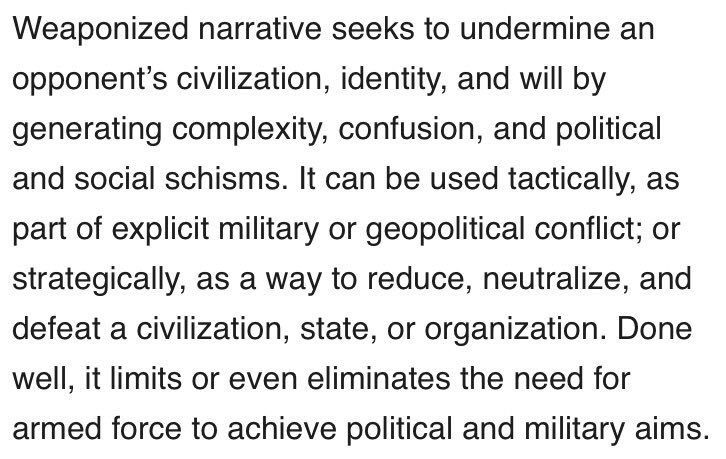 Weaponized narrative seeks to undermine an
opponent’s civilization, identity, and will by
generating complexity, confusion, and political
and social schisms. It can be used tactically, as
part of explicit military or geopolitical conflict; or
strategically, as a way to reduce, neutralize, and
defeat a civilization, state, or organization. Done
well, it limits or even eliminates the need for
armed force to achieve political and military aims.